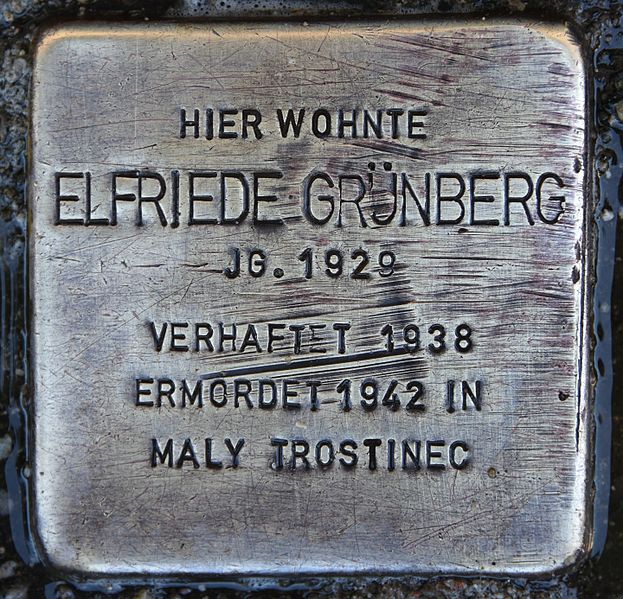 HIER WOHNTE
ELFRIEDE GRÜNBERG
JG. 1929
VERHAFTET 1938
ERMORDET 1942 IN
MALY TROSTINEC